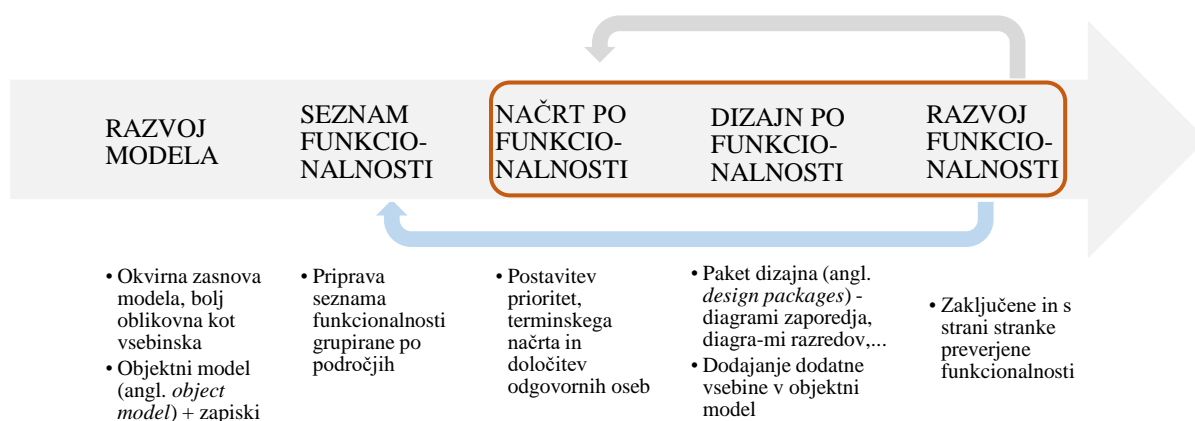 RAZVOJ
MODELA
SEZNAM
FUNKCIO-
NALNOSTI
NAČRT PO
FUNKCIO-
NALNOSTI
DIZAJN PO
FUNKCIO-
NALNOSTI
RAZVOJ
FUNKCIO-
NALNOSTI
• Okvirna zasnova
modela, bolj
oblikovna kot
vsebinska
• Objektni model
(angl. object
model) + zapiski
• Priprava
seznama
funkcionalnosti
grupirane po
področjih
• Postavitev
prioritet,
terminskega
načrta in
določitev
odgovornih oseb
• Paket dizajna (angl.
design packages) -
diagrami zaporedja,
diagra-mi razredov,...
• Dodajanje dodatne
vsebine v objektni
model
• Zaključene in s
strani stranke
preverjene
funkcionalnosti